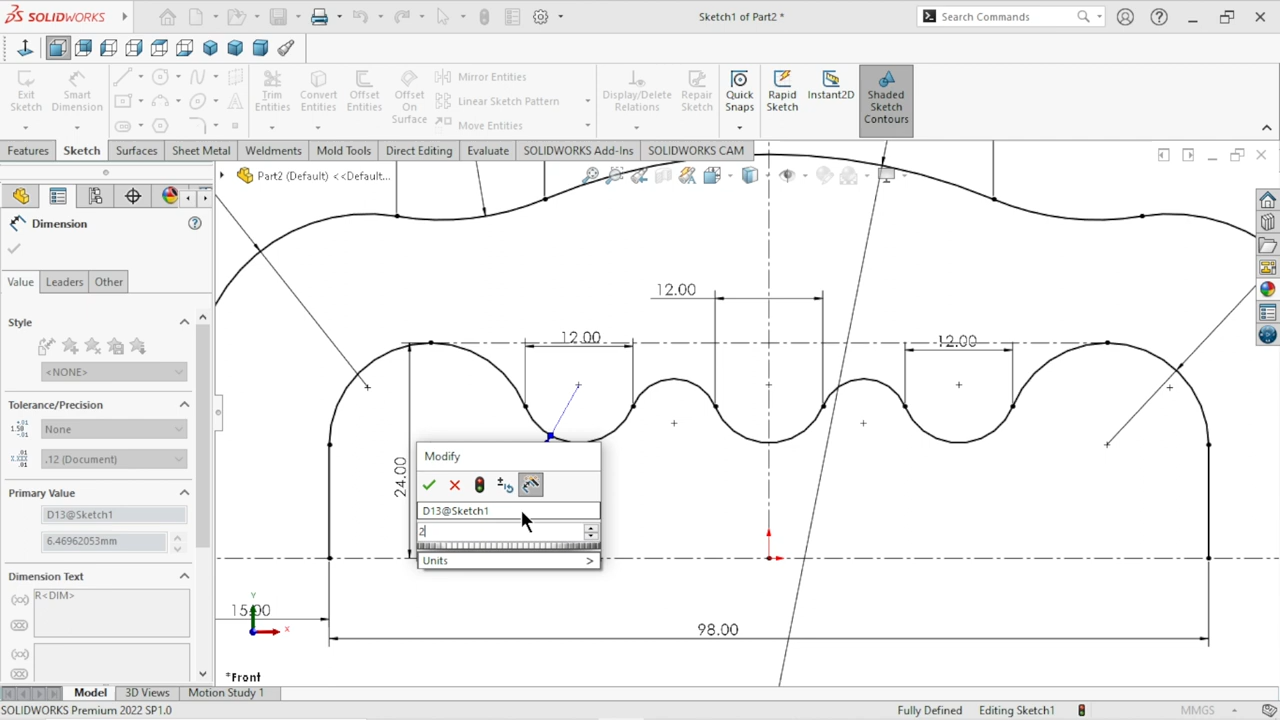 SOLIDWORKS
Sketch1 of Part2 *
Search Commands
Exit Sketch
Smart Dimension
Trim Entities
Convert Entities
Offset Entities
Offset On Surface
Mirror Entities
Linear Sketch Pattern
Move Entities
Display/Delete Relations
Repair Sketch
Quick Snaps
Rapid Sketch
Instant2D
Shaded Sketch Contours
Features
Sketch
Surfaces
Sheet Metal
Weldments
Mold Tools
Direct Editing
Evaluate
SOLIDWORKS Add-Ins
SOLIDWORKS CAM
Part2 (Default) <<Default...
Dimension
Value
Leaders
Other
Style
<NONE>
Tolerance/Precision
None
.12 (Document)
Primary Value
D13@Sketch1
6.46962053mm
Dimension Text
R<DIM>
12.00
12.00
12.00
24.00
15.00
98.00
Modify
D13@Sketch1
2
Units >
Y
X
*Front
Model
3D Views
Motion Study 1
SOLIDWORKS Premium 2022 SP1.0
Fully Defined
Editing Sketch1
MMGS